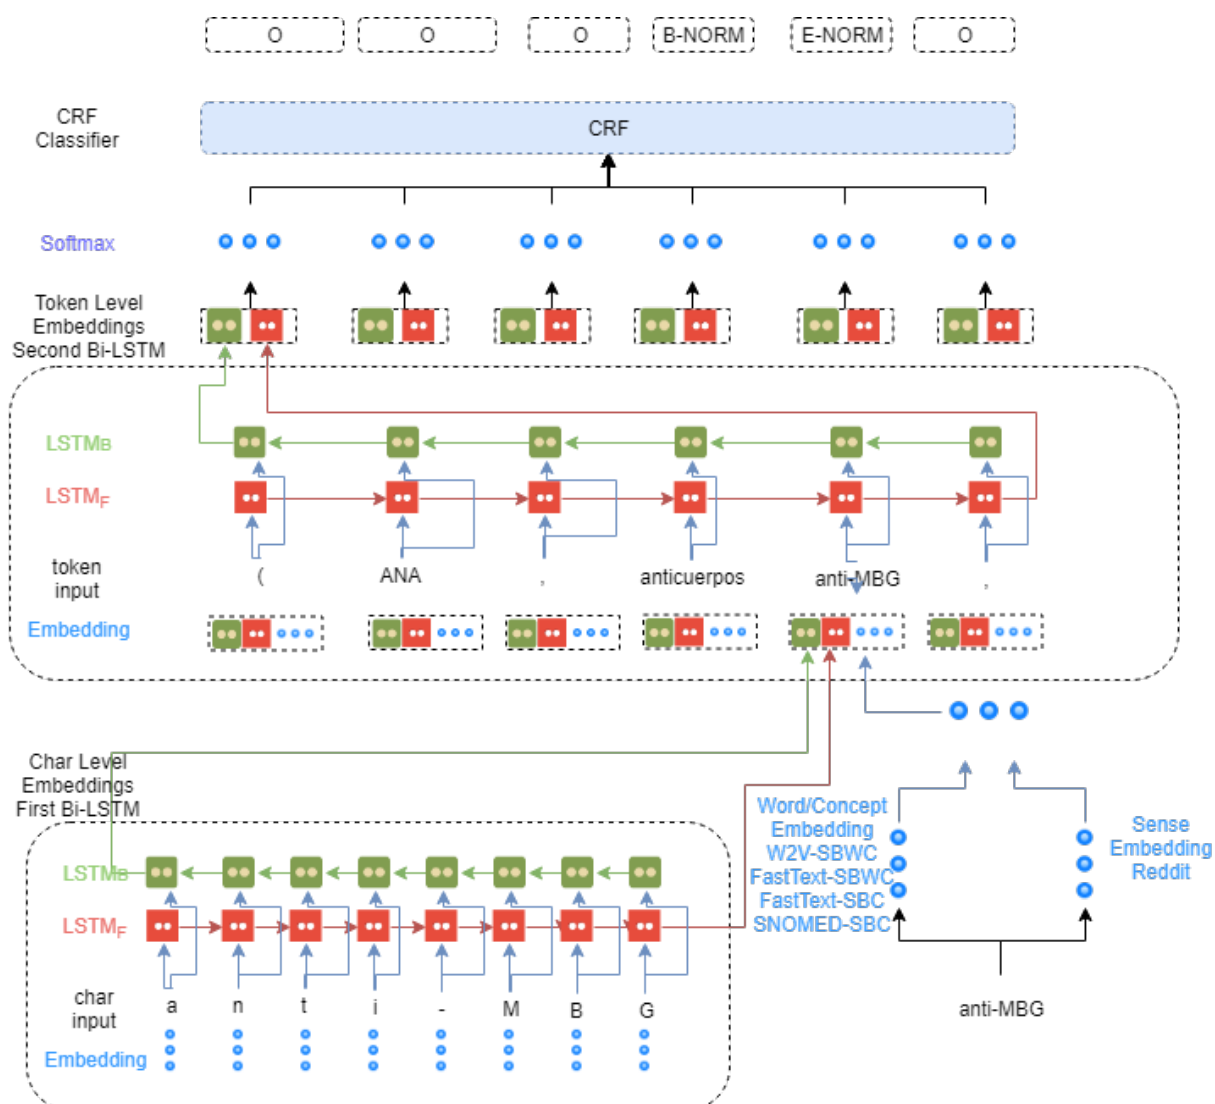 O O O B-NORM E-NORM O
CRF
Classifier
CRF
Softmax
Token Level
Embeddings
Second Bi-LSTM
LSTMB
LSTMF
token
input
( ANA , anticuerpos anti-MBG ,
Embedding
Char Level
Embeddings
First Bi-LSTM
LSTMB
LSTMF
char
input
a n t i - M B G
Embedding
Word/Concept
Embedding
W2V-SBWC
FastText-SBWC
FastText-SBC
SNOMED-SBC
Sense
Embedding
Reddit
anti-MBG